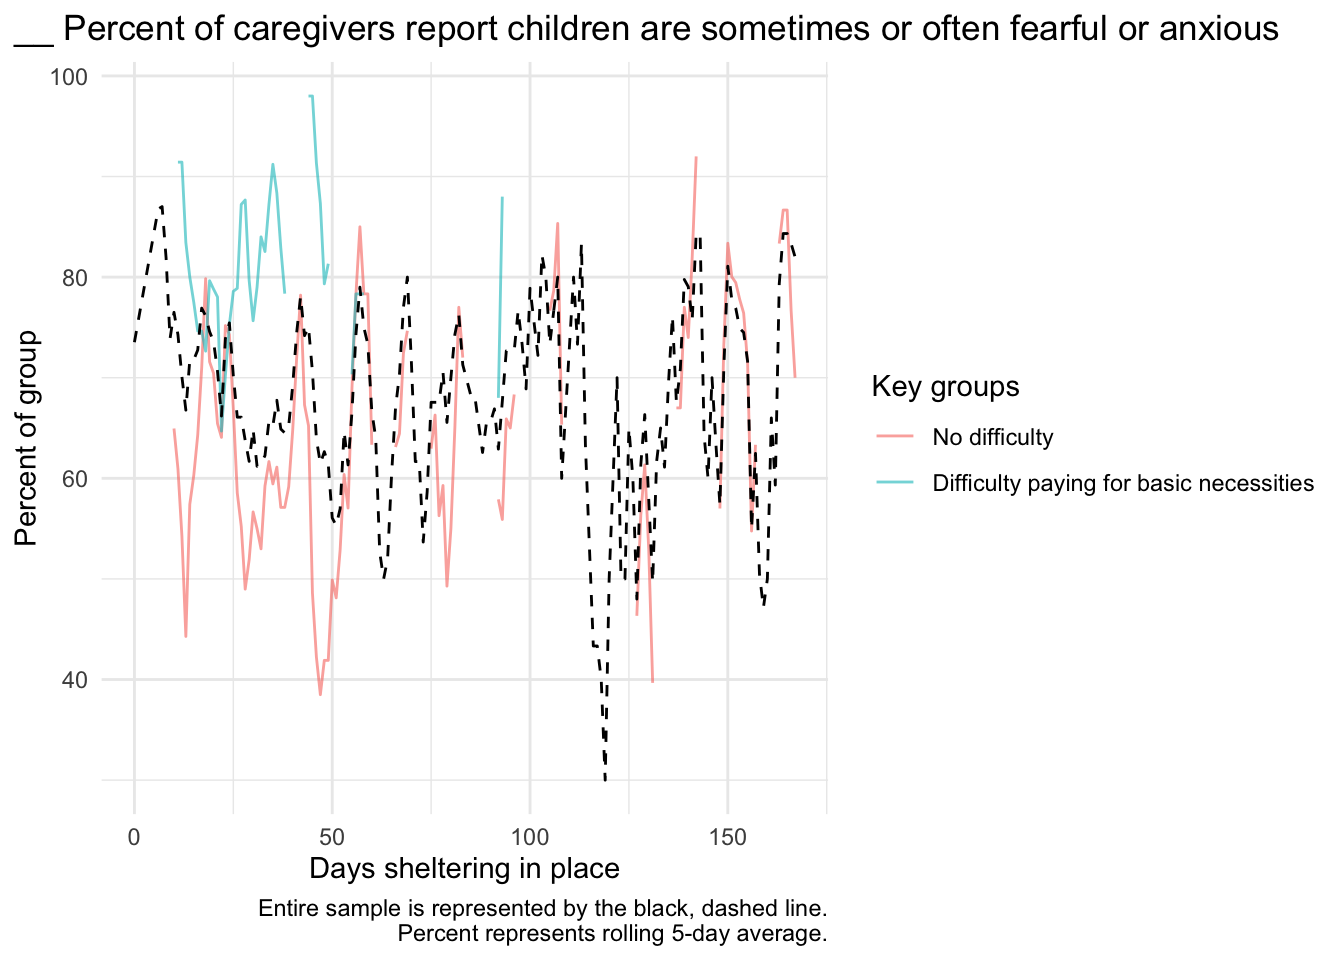 __ Percent of caregivers report children are sometimes or often fearful or anxious
100
80
60
40
Percent of group
0 50 100 150
Days sheltering in place
Key groups
No difficulty
Difficulty paying for basic necessities
Entire sample is represented by the black, dashed line.
Percent represents rolling 5-day average.